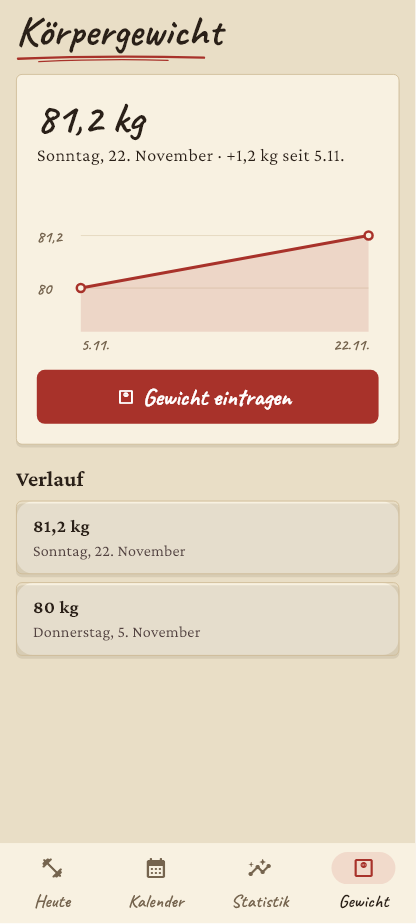 Körpergewicht
81,2 kg
Sonntag, 22. November · +1,2 kg seit 5.11.
81,2
80
5.11.
22.11.
Gewicht eintragen
Verlauf
81,2 kg
Sonntag, 22. November
80 kg
Donnerstag, 5. November
Heute
Kalender
Statistik
Gewicht